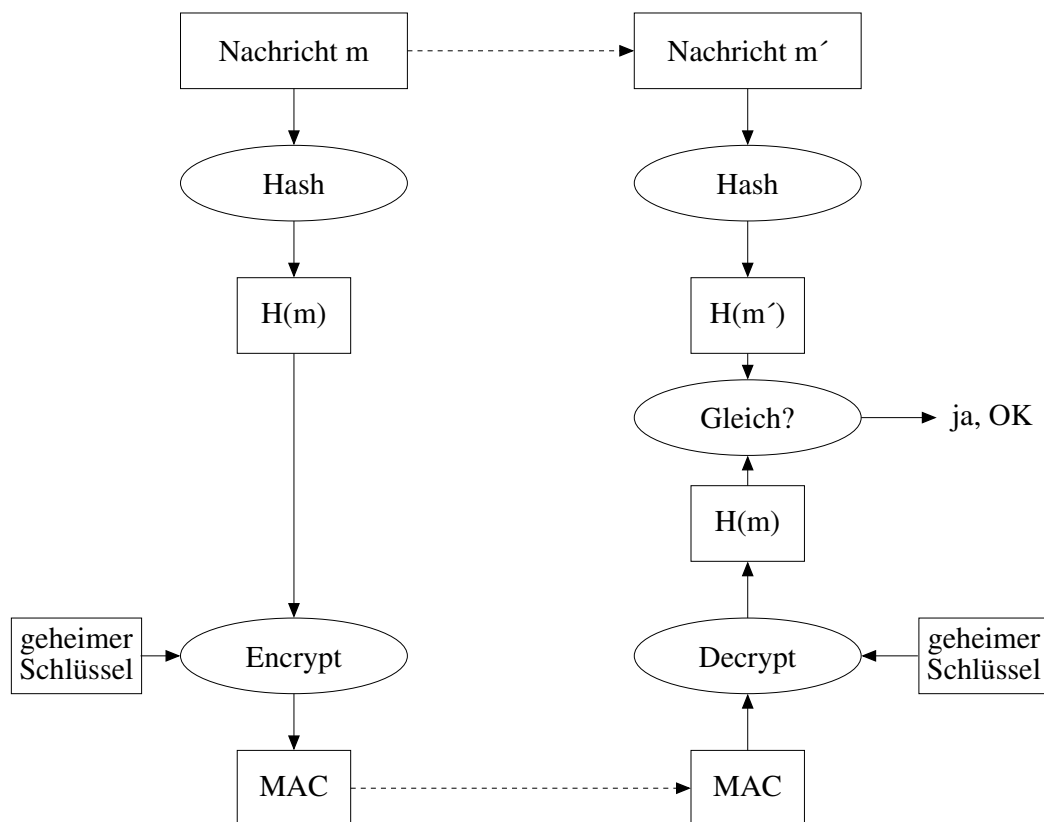 Nachricht m
Nachricht m´
Hash
Hash
H(m)
H(m´)
Gleich?
ja, OK
H(m)
geheimer
Schlüssel
Encrypt
Decrypt
geheimer
Schlüssel
MAC
MAC